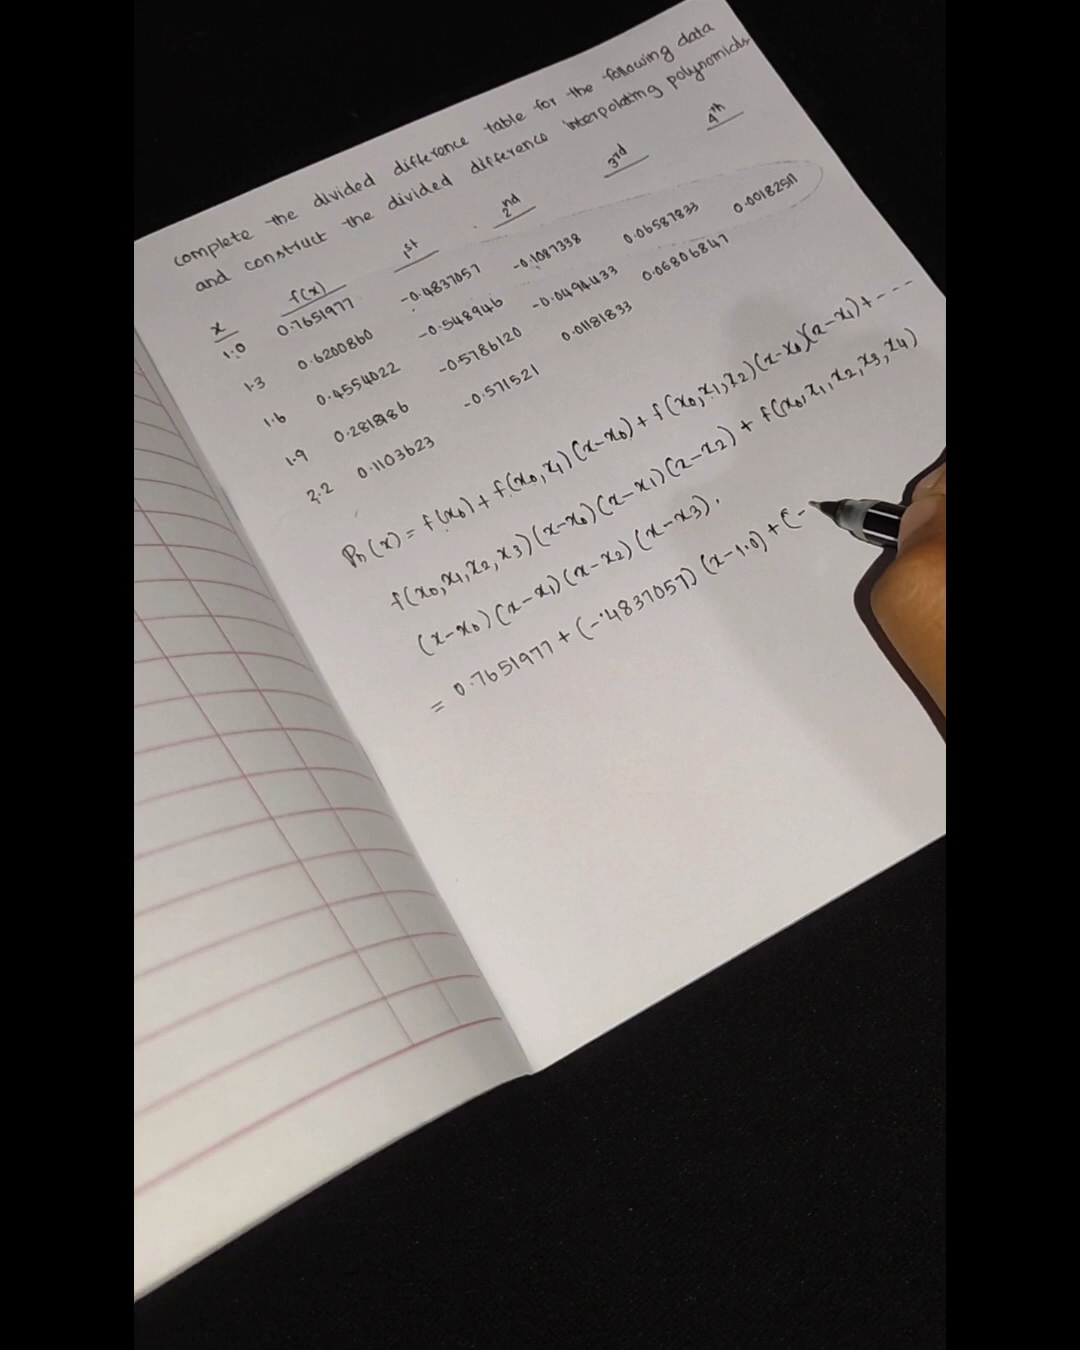 complete the divided difference table for the following data
and construct the divided difference interpolating polynomials.
x f(x) 1st 2nd 3rd 4th
1.0 0.7651977 -0.4837057 -0.1087338 0.06587833 0.00182511
1.3 0.6200860 -0.548946 -0.0494433 0.06806847
1.6 0.4554022 -0.5786120 0.01181833
1.9 0.2818186 -0.571521
2.2 0.1103623
Pn(x) = f(x0) + f(x0,x1)(x-x0) + f(x0,x1,x2)(x-x0)(x-x1) + ---
f(x0,x1,x2,x3)(x-x0)(x-x1)(x-x2) + f(x0,x1,x2,x3,x4)
(x-x0)(x-x1)(x-x2)(x-x3).
= 0.7651977 + (-.4837057)(x-1.0) + (-